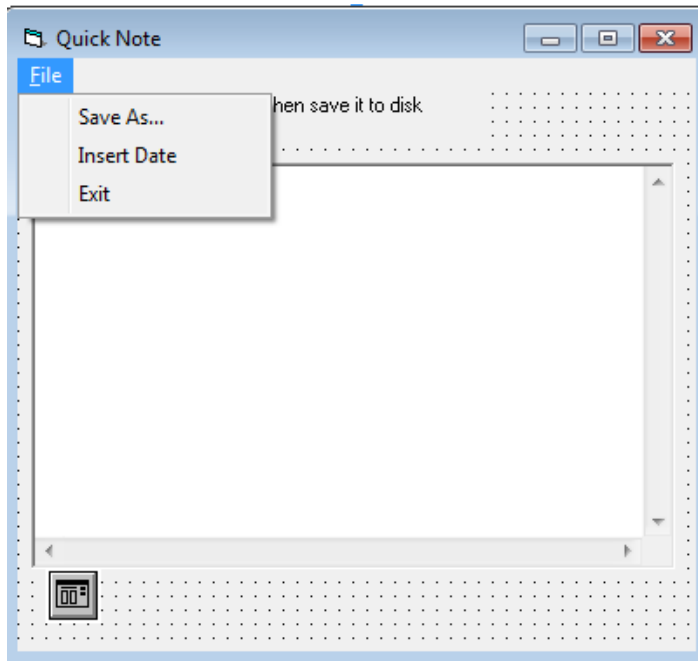 Quick Note
File
hen save it to disk
Save As...
Insert Date
Exit